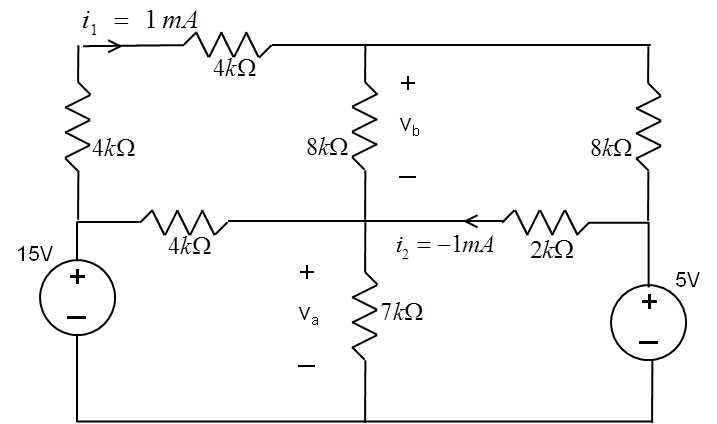 i₁ = 1 mA
4kΩ
+
4kΩ
8kΩ
Vb
8kΩ
−
15V
+
−
4kΩ
i₂ = −1mA
2kΩ
5V
+
−
+
Va
7kΩ
−